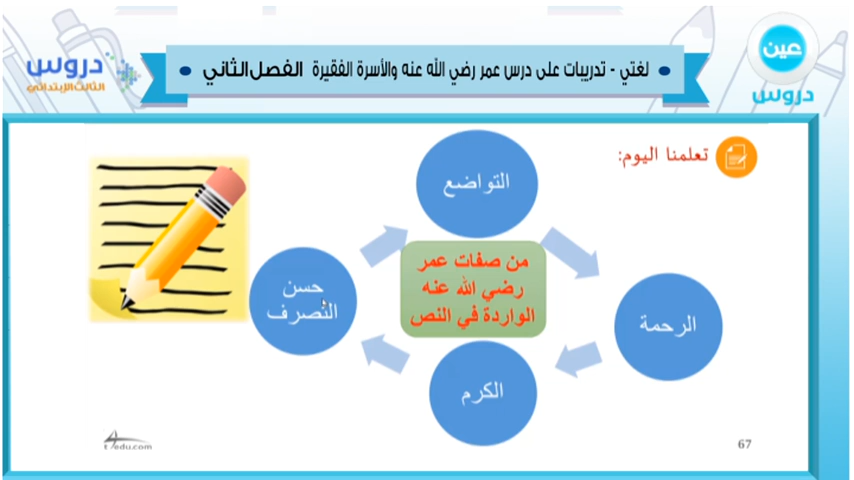 عين
دروس
لغتي - تدريبات على درس عمر رضي الله عنه والأسرة الفقيرة الفصل الثاني
دروس
الثالث الإبتدائي
تعلمنا اليوم:
التواضع
من صفات عمر
رضي الله عنه
الواردة في النص
الرحمة
الكرم
حسن
التصرف
67
t4edu.com